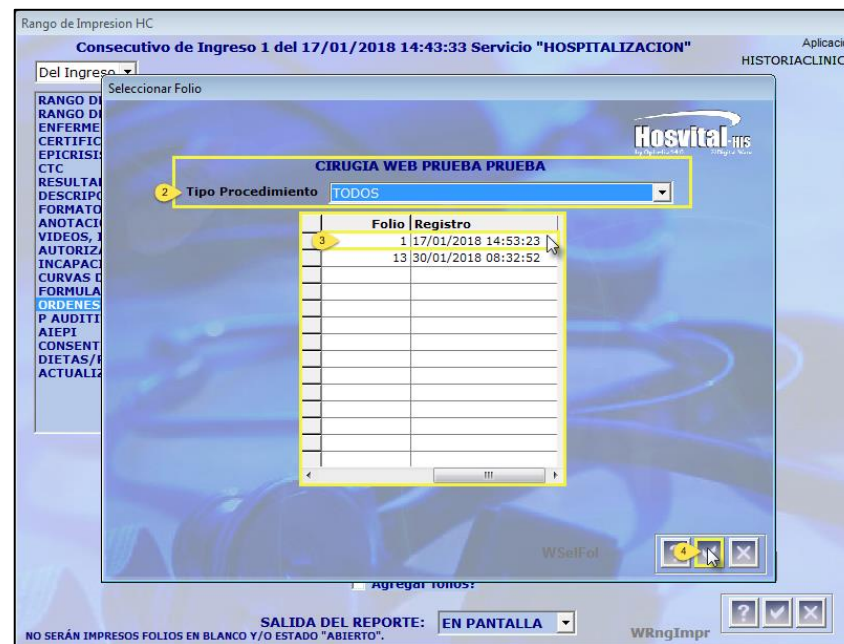 Rango de Impresion HC
Consecutivo de Ingreso 1 del 17/01/2018 14:43:33 Servicio "HOSPITALIZACION"
Aplicaci
HISTORIACLINIC
Del Ingreso
Seleccionar Folio
RANGO D
RANGO D
ENFERME
CERTIFIC
EPICRISI
CTC
RESULTA
DESCRIP
FORMATO
ANOTACI
VIDEOS,
AUTORIZ
INCAPACI
CURVAS D
FORMULA
ORDENES
P AUDITI
AIEPI
CONSENT
DIETAS/
ACTUALIZ
Hosvital-HIS
CIRUGIA WEB PRUEBA PRUEBA
2 Tipo Procedimiento TODOS
Folio Registro
3 1 17/01/2018 14:53:23
13 30/01/2018 08:32:52
WSelFol
? 4
Agregar folios?
SALIDA DEL REPORTE: EN PANTALLA
NO SERÁN IMPRESOS FOLIOS EN BLANCO Y/O ESTADO "ABIERTO".
WRngImpr
?